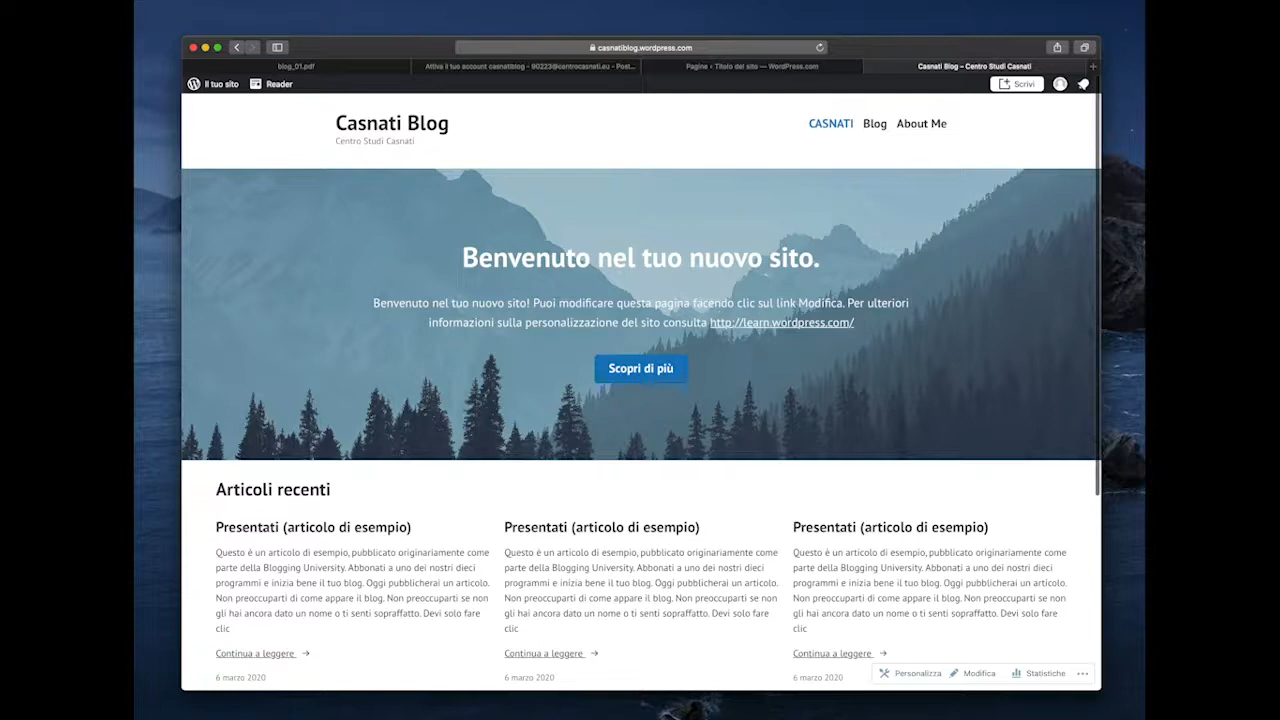 casnatiblog.wordpress.com
blog_01.pdf
Attiva il tuo account casnatiblog - 90223@centrocasnati.eu - Post...
Pagine ‹ Titolo del sito — WordPress.com
Casnati Blog – Centro Studi Casnati
Il tuo sito Reader Scrivi
Casnati Blog
Centro Studi Casnati
CASNATI Blog About Me
Benvenuto nel tuo nuovo sito.
Benvenuto nel tuo nuovo sito! Puoi modificare questa pagina facendo clic sul link Modifica. Per ulteriori
informazioni sulla personalizzazione del sito consulta http://learn.wordpress.com/
Scopri di più
Articoli recenti
Presentati (articolo di esempio)
Questo è un articolo di esempio, pubblicato originariamente come
parte della Blogging University. Abbonati a uno dei nostri dieci
programmi e inizia bene il tuo blog. Oggi pubblicherai un articolo.
Non preoccuparti di come appare il blog. Non preoccuparti se non
gli hai ancora dato un nome o ti senti sopraffatto. Devi solo fare
clic
Continua a leggere →
6 marzo 2020
Presentati (articolo di esempio)
Questo è un articolo di esempio, pubblicato originariamente come
parte della Blogging University. Abbonati a uno dei nostri dieci
programmi e inizia bene il tuo blog. Oggi pubblicherai un articolo.
Non preoccuparti di come appare il blog. Non preoccuparti se non
gli hai ancora dato un nome o ti senti sopraffatto. Devi solo fare
clic
Continua a leggere →
6 marzo 2020
Presentati (articolo di esempio)
Questo è un articolo di esempio, pubblicato originariamente come
parte della Blogging University. Abbonati a uno dei nostri dieci
programmi e inizia bene il tuo blog. Oggi pubblicherai un articolo.
Non preoccuparti di come appare il blog. Non preoccuparti se non
gli hai ancora dato un nome o ti senti sopraffatto. Devi solo fare
clic
Continua a leggere →
6 marzo 2020
Personalizza Modifica Statistiche ...